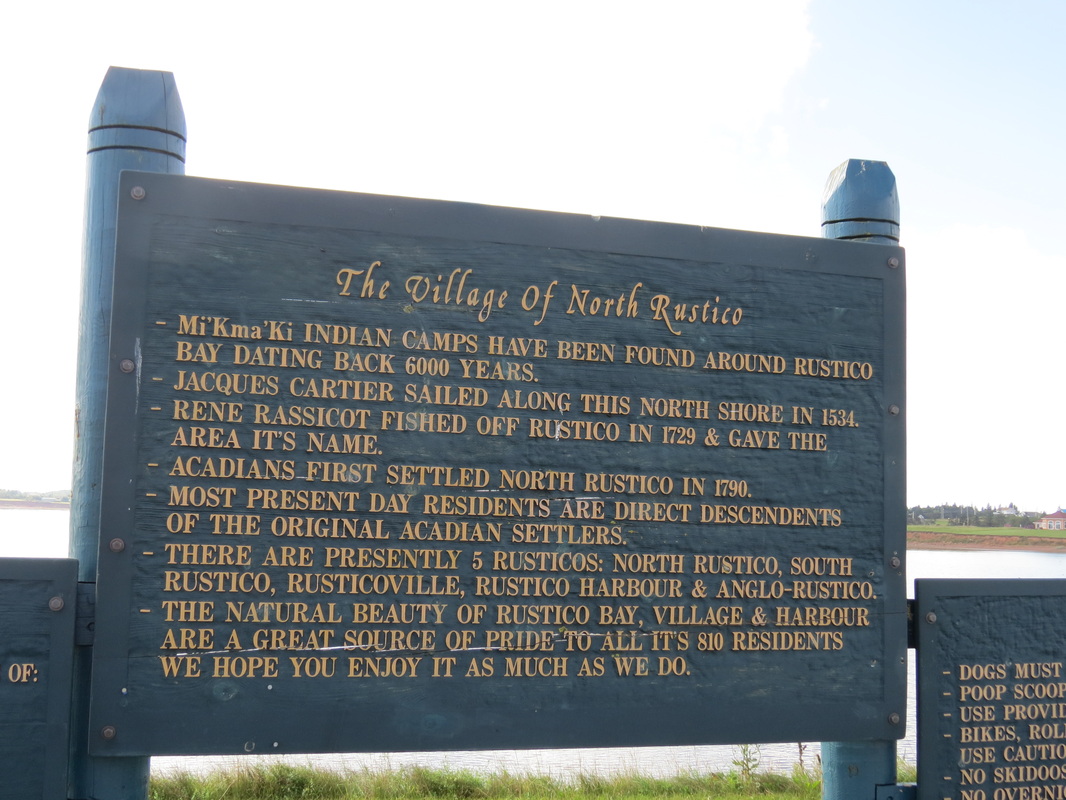 The Village Of North Rustico
- Mi'Kma'Ki INDIAN CAMPS HAVE BEEN FOUND AROUND RUSTICO
BAY DATING BACK 6000 YEARS.
- JACQUES CARTIER SAILED ALONG THIS NORTH SHORE IN 1534.
- RENE RASSICOT FISHED OFF RUSTICO IN 1729 & GAVE THE
AREA IT'S NAME.
- ACADIANS FIRST SETTLED NORTH RUSTICO IN 1790.
- MOST PRESENT DAY RESIDENTS ARE DIRECT DESCENDENTS
OF THE ORIGINAL ACADIAN SETTLERS.
- THERE ARE PRESENTLY 5 RUSTICOS: NORTH RUSTICO, SOUTH
RUSTICO, RUSTICOVILLE, RUSTICO HARBOUR & ANGLO-RUSTICO.
- THE NATURAL BEAUTY OF RUSTICO BAY, VILLAGE & HARBOUR
ARE A GREAT SOURCE OF PRIDE TO ALL IT'S 810 RESIDENTS
WE HOPE YOU ENJOY IT AS MUCH AS WE DO.
OF:
- DOGS MUST
- POOP SCOOP
- USE PROVID
- BIKES, ROL
USE CAUTIO
- NO SKIDOOS
- NO OVERNI